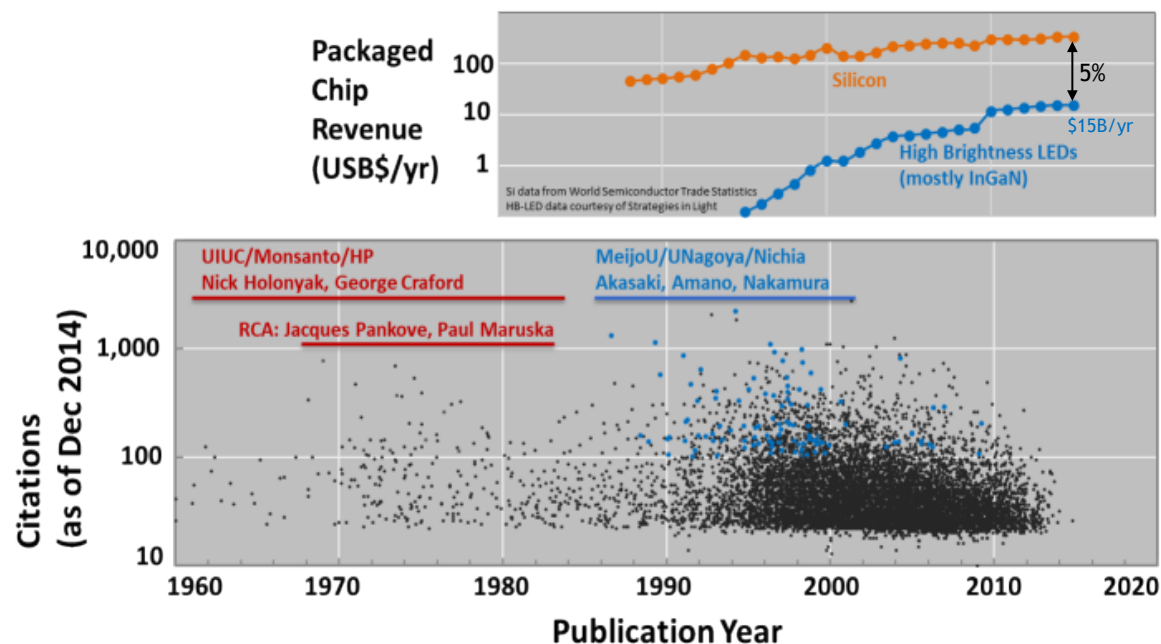 Packaged
Chip
Revenue
(USB$/yr)
100
10
1
Silicon
5%
$15B/yr
High Brightness LEDs
(mostly InGaN)
Si data from World Semiconductor Trade Statistics
HB-LED data courtesy of Strategies in Light
10,000
1,000
100
10
Citations
(as of Dec 2014)
UIUC/Monsanto/HP
Nick Holonyak, George Craford
RCA: Jacques Pankove, Paul Maruska
MeijoU/UNagoya/Nichia
Akasaki, Amano, Nakamura
1960 1970 1980 1990 2000 2010 2020
Publication Year